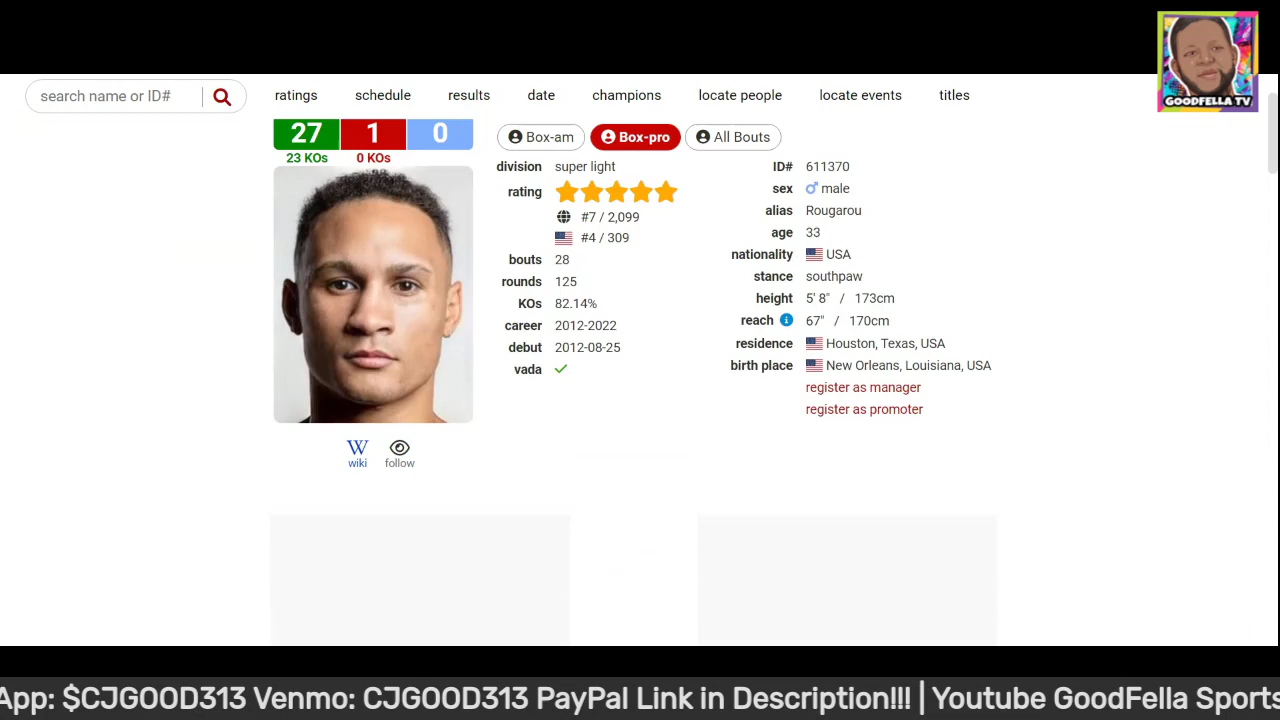 GOODFELLA TV
search name or ID#
ratings schedule results date champions locate people locate events titles
27 1 0
23 KOs 0 KOs
Box-am Box-pro All Bouts
division super light
rating
#7 / 2,099
#4 / 309
bouts 28
rounds 125
KOs 82.14%
career 2012-2022
debut 2012-08-25
vada
ID# 611370
sex male
alias Rougarou
age 33
nationality USA
stance southpaw
height 5' 8" / 173cm
reach i 67" / 170cm
residence Houston, Texas, USA
birth place New Orleans, Louisiana, USA
register as manager
register as promoter
W
wiki follow
App: $CJGOOD313 Venmo: CJGOOD313 PayPal Link in Description!!! | Youtube GoodFella Sports